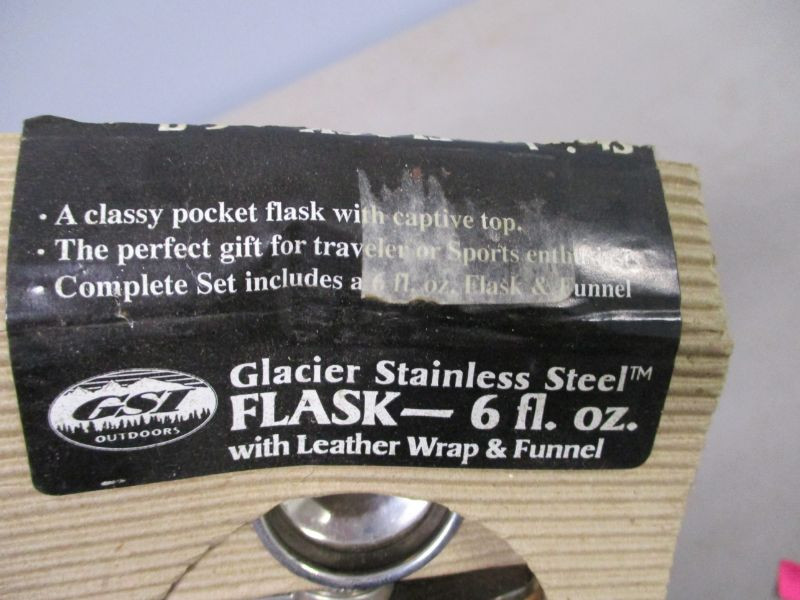 · A classy pocket flask with captive top.
· The perfect gift for traveler or Sports enthusiast.
· Complete Set includes a 6 fl. oz. Flask & Funnel
GSI
OUTDOORS
Glacier Stainless Steel™
FLASK— 6 fl. oz.
with Leather Wrap & Funnel